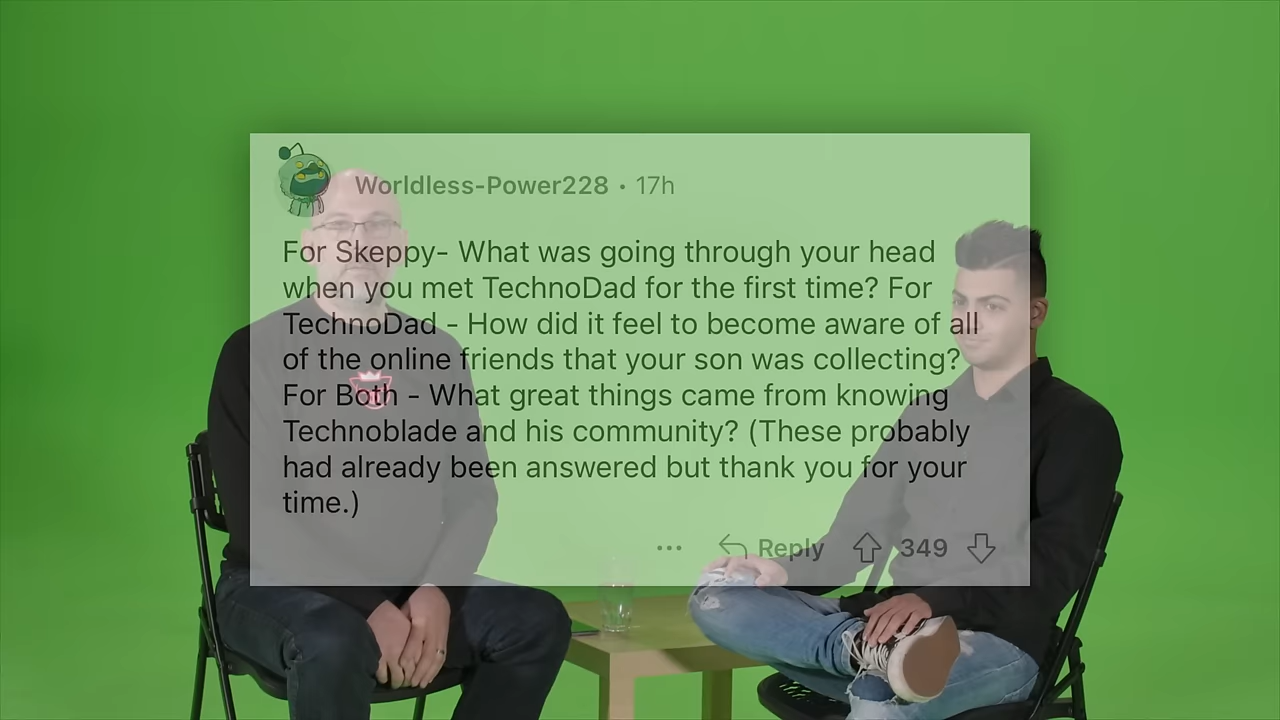 Worldless-Power228 • 17h
For Skeppy- What was going through your head
when you met TechnoDad for the first time? For
TechnoDad - How did it feel to become aware of all
of the online friends that your son was collecting?
For Both - What great things came from knowing
Technoblade and his community? (These probably
had already been answered but thank you for your
time.)
... Reply 349